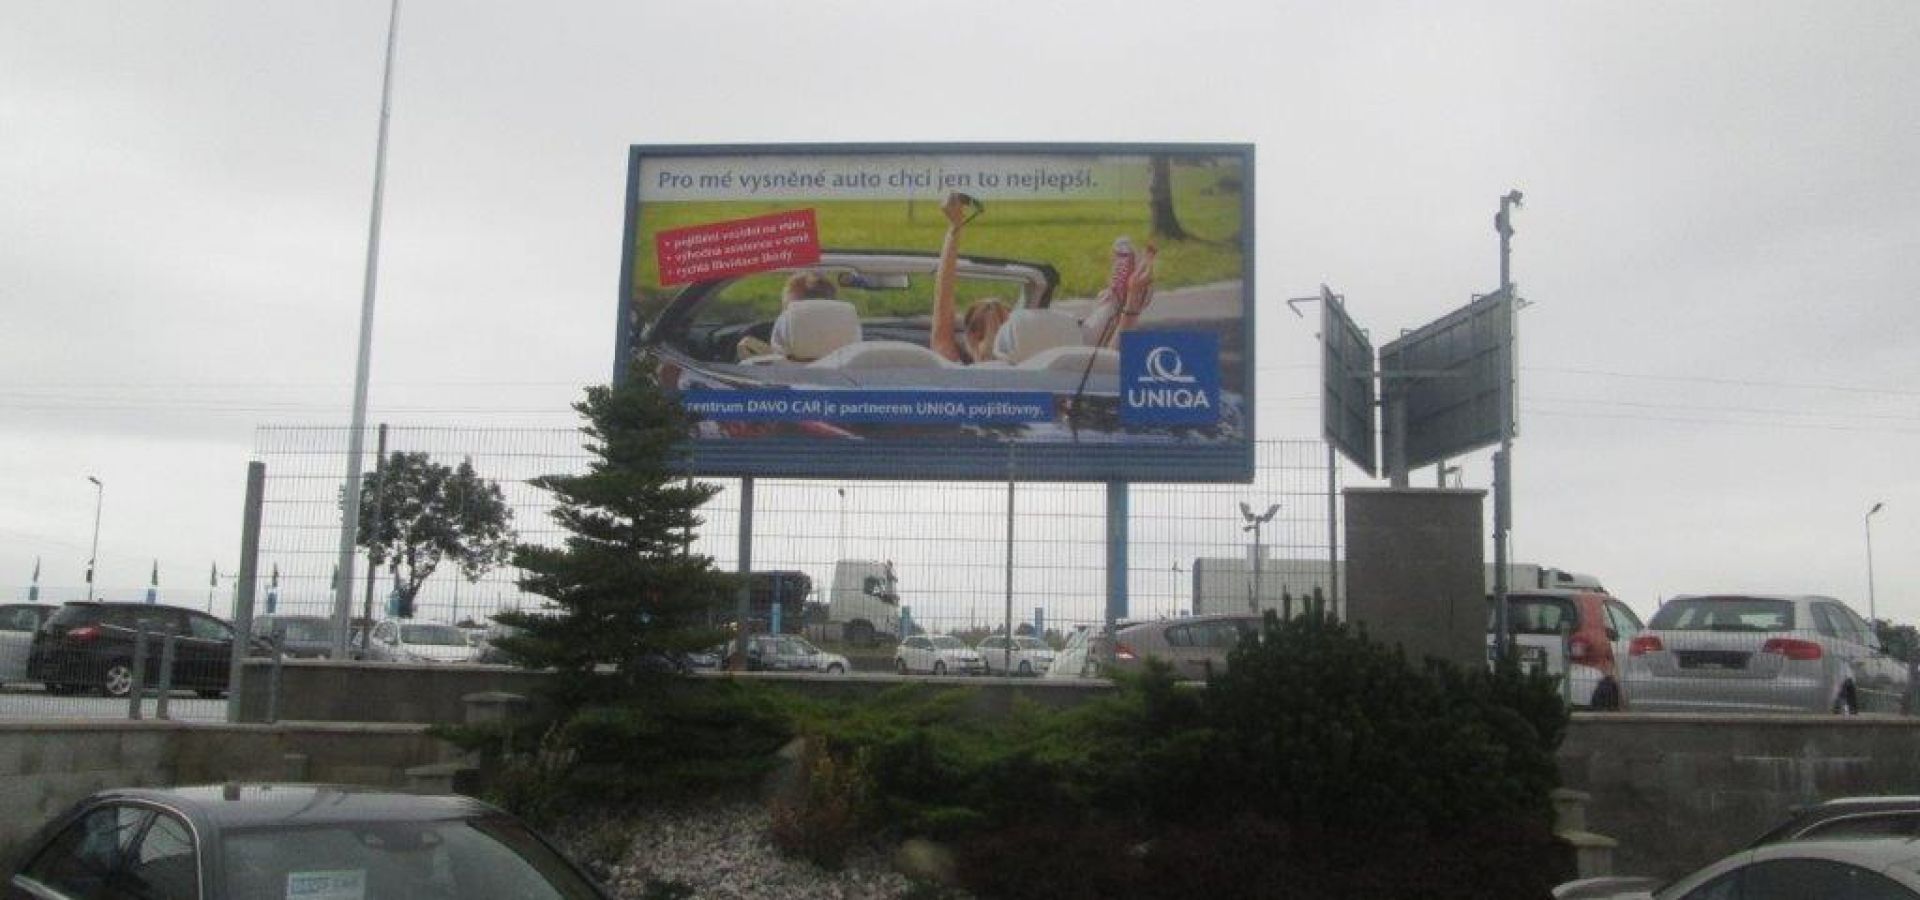 Pro mé vysněné auto chci jen to nejlepší.
• pojištění vozidel na míru
• výhodná asistence v ceně
• rychlá likvidace škody
centrum DAVO CAR je partnerem UNIQA pojišťovny.
UNIQA